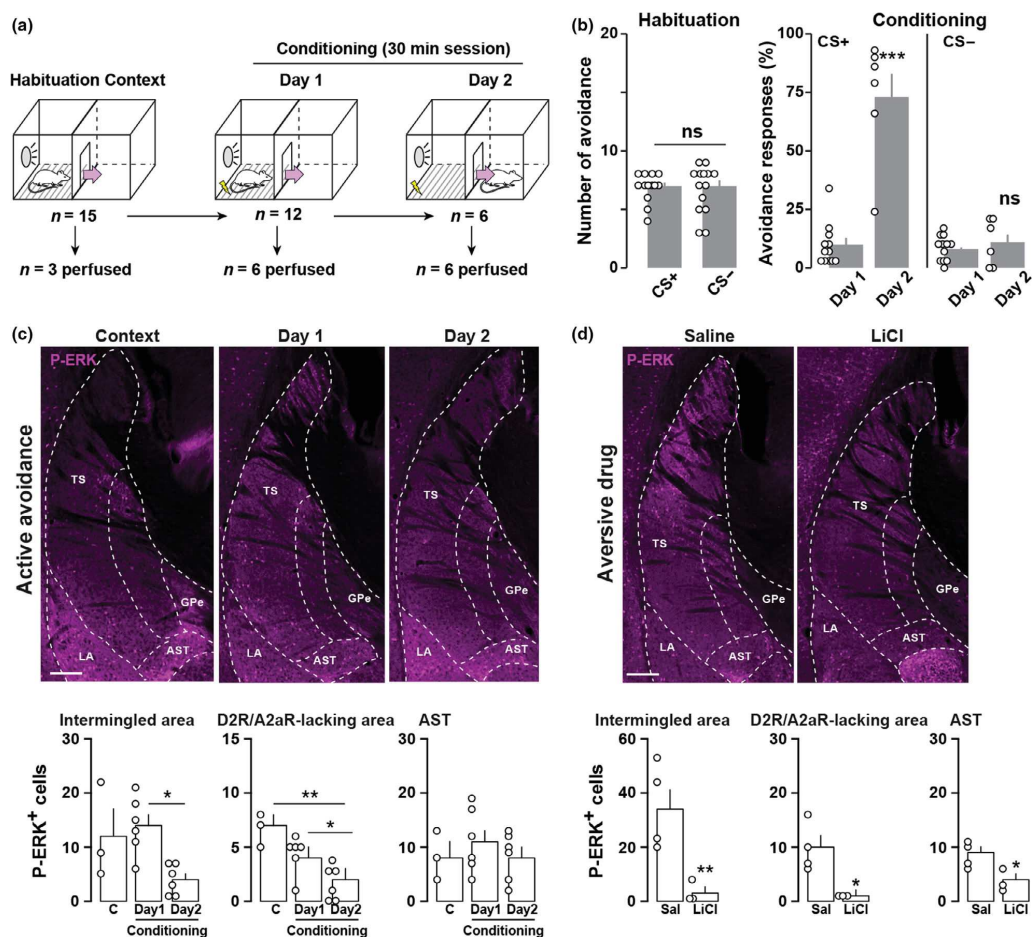 (a)
Conditioning (30 min session)
Habituation Context
Day 1
Day 2
n = 15
n = 12
n = 6
n = 3 perfused
n = 6 perfused
n = 6 perfused
(b)
Habituation
Conditioning
Number of avoidance
20
10
0
ns
CS+
CS−
Avoidance responses (%)
100
75
50
25
0
CS+
CS−
***
ns
Day 1
Day 2
Day 1
Day 2
(c)
Context
Day 1
Day 2
Active avoidance
P-ERK
TS
GPe
LA
AST
TS
LA
AST
TS
GPe
LA
AST
Intermingled area
D2R/A2aR-lacking area
AST
P-ERK+ cells
30
20
10
0
*
C
Day1
Day2
Conditioning
15
10
5
0
**
*
C
Day1
Day2
Conditioning
30
20
10
0
C
Day1
Day2
Conditioning
(d)
Saline
LiCl
Aversive drug
P-ERK
TS
GPe
LA
AST
TS
GPe
LA
AST
Intermingled area
D2R/A2aR-lacking area
AST
P-ERK+ cells
60
40
20
0
**
Sal
LiCl
30
20
10
0
*
Sal
LiCl
30
20
10
0
*
Sal
LiCl